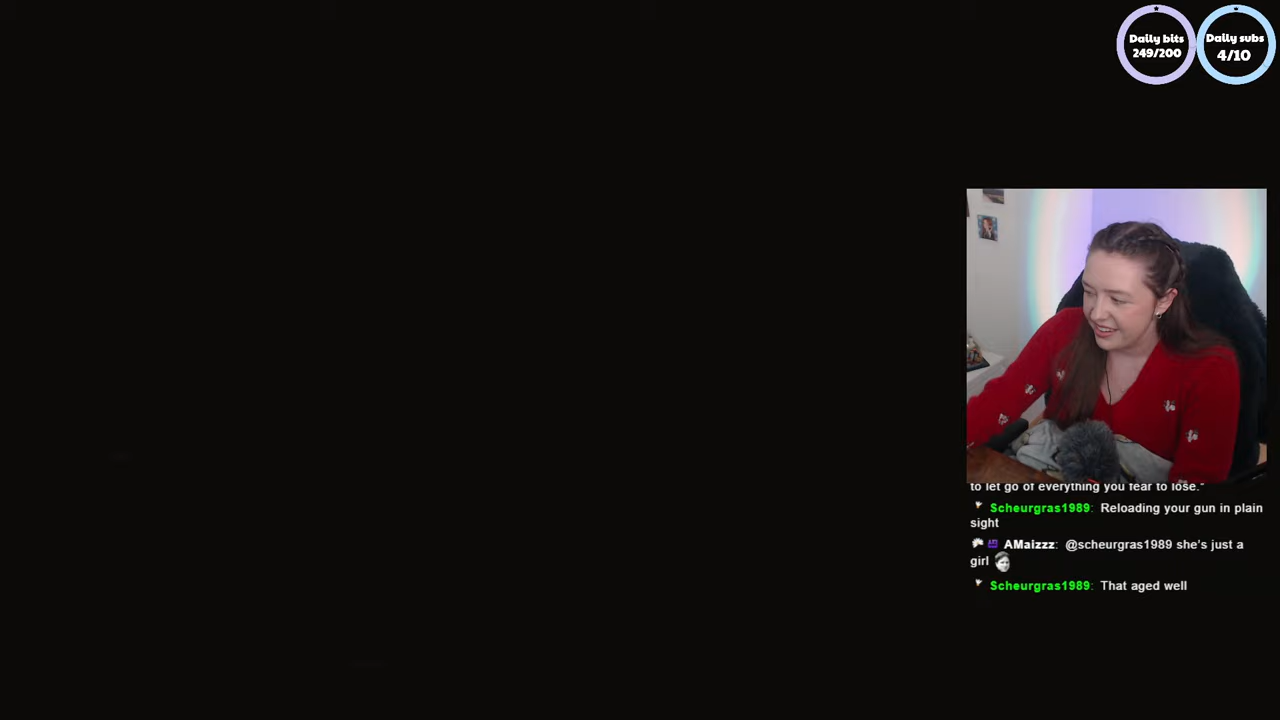 Daily bits
249/200
Daily subs
4/10
to let go of everything you fear to lose."
Scheurgras1989: Reloading your gun in plain
sight
AMaizzz: @scheurgras1989 she's just a
girl
Scheurgras1989: That aged well